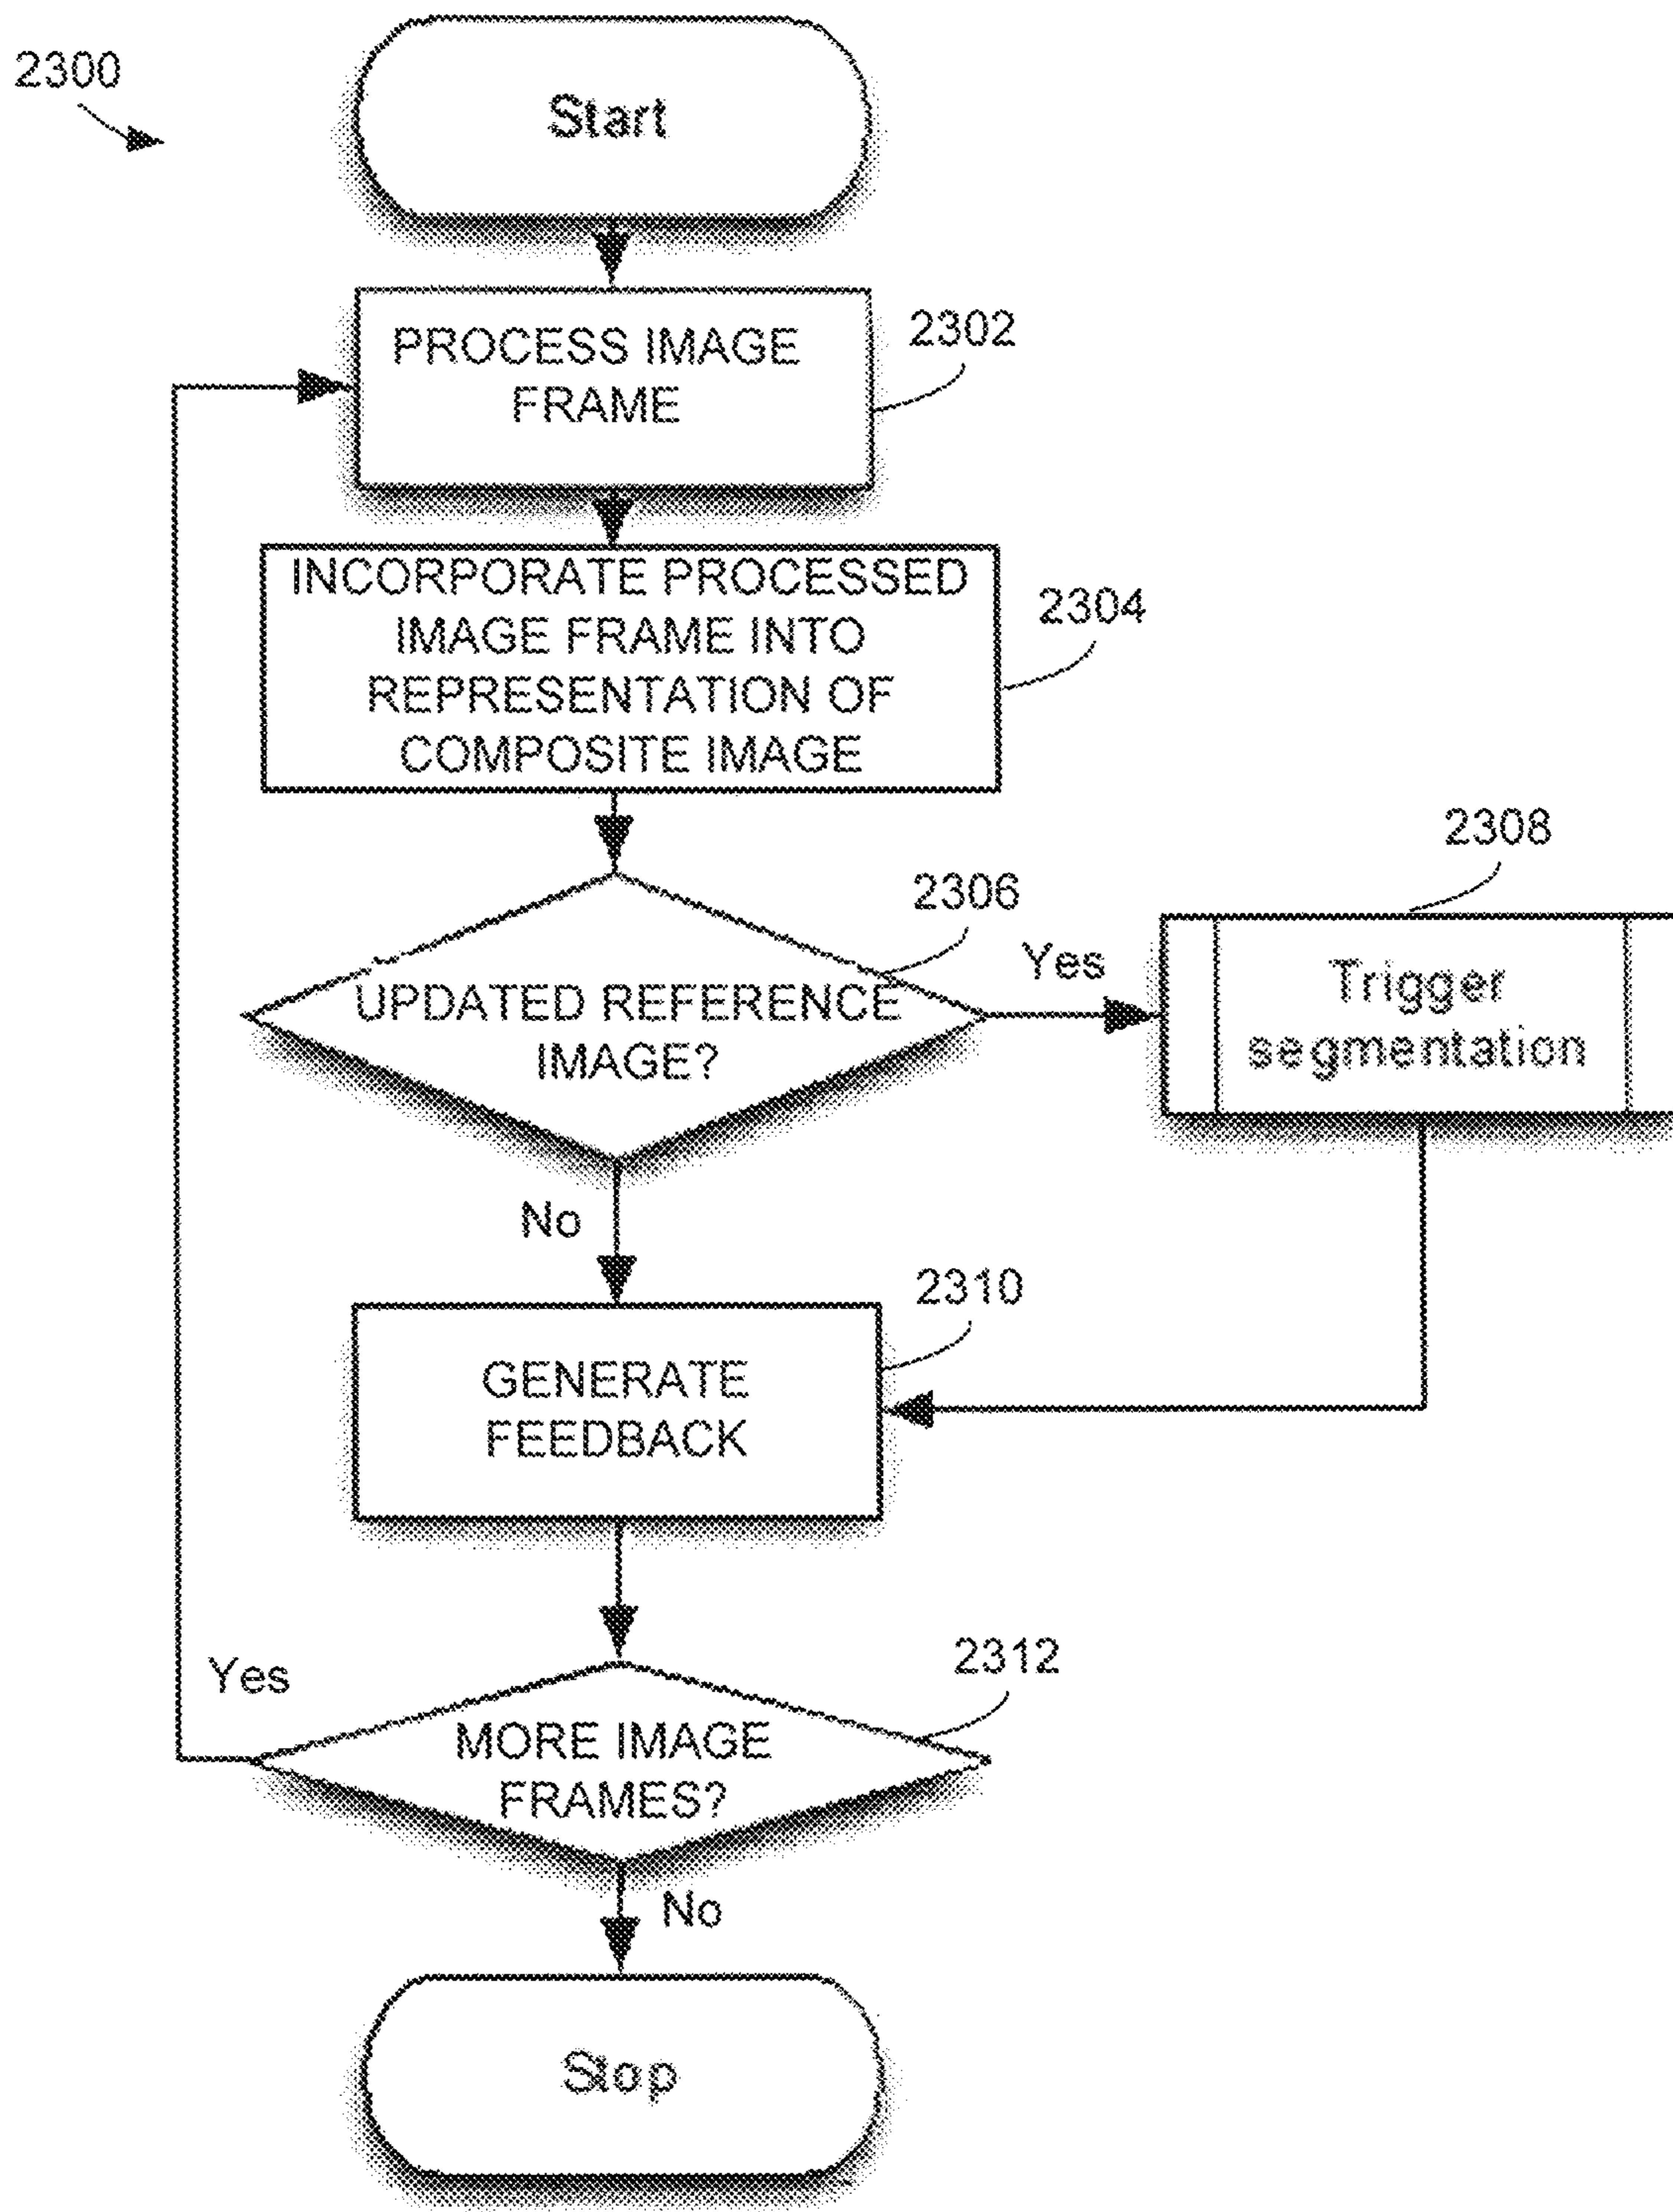 2300
Start
PROCESS IMAGE
FRAME
2302
INCORPORATE PROCESSED
IMAGE FRAME INTO
REPRESENTATION OF
COMPOSITE IMAGE
2304
UPDATED REFERENCE
IMAGE?
2306
Yes
2308
Trigger
segmentation
No
GENERATE
FEEDBACK
2310
Yes
MORE IMAGE
FRAMES?
2312
No
Stop